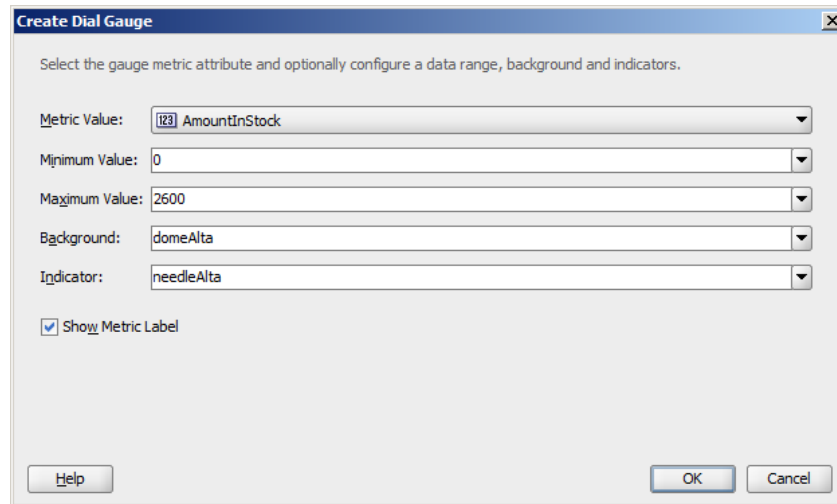 Create Dial Gauge
Select the gauge metric attribute and optionally configure a data range, background and indicators.
Metric Value: 123 AmountInStock
Minimum Value: 0
Maximum Value: 2600
Background: domeAlta
Indicator: needleAlta
Show Metric Label
Help OK Cancel